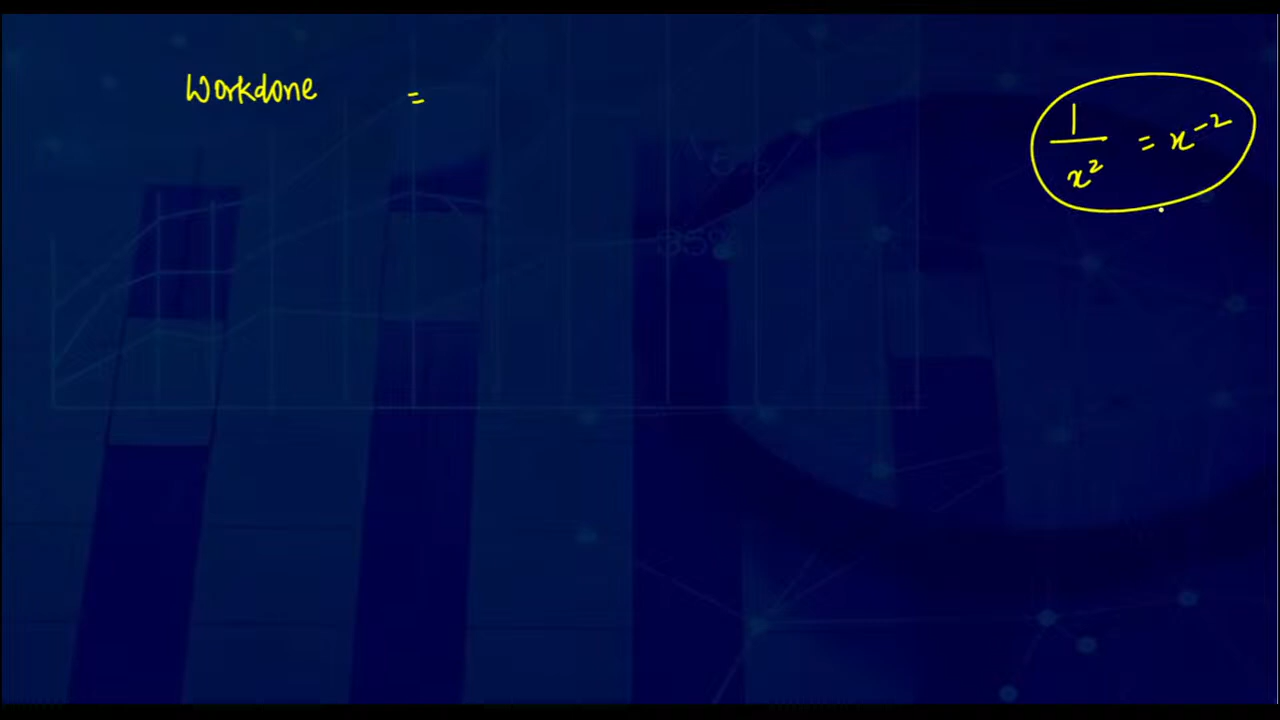 Workdone =
1/x² = x⁻²